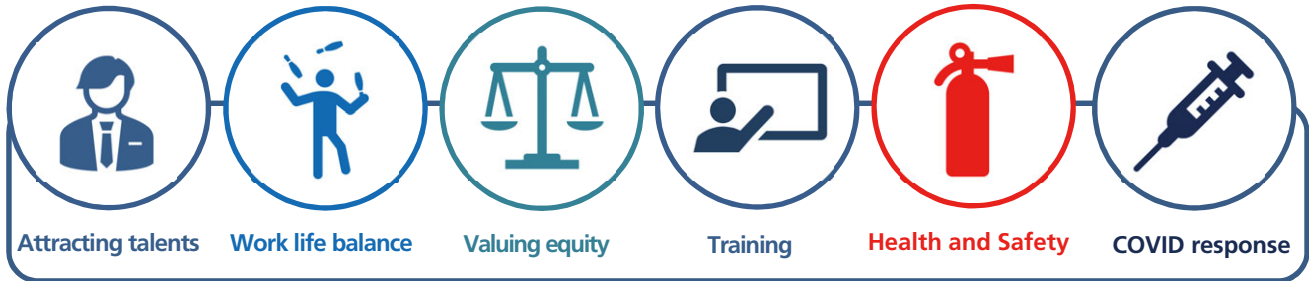 Attracting talents
Work life balance
Valuing equity
Training
Health and Safety
COVID response